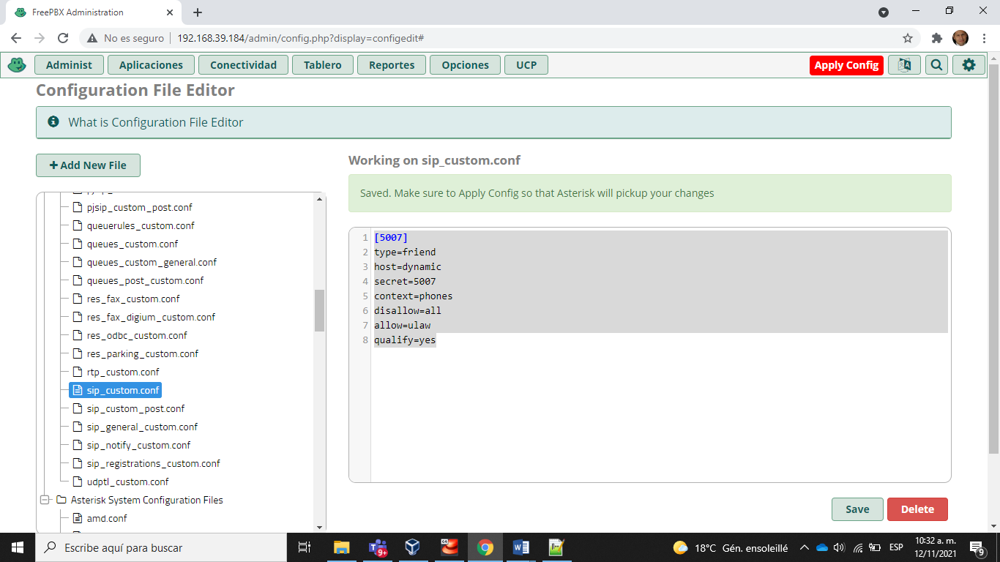 FreePBX Administration
No es seguro
192.168.39.184/admin/config.php?display=configedit#
Administ
Aplicaciones
Conectividad
Tablero
Reportes
Opciones
UCP
Apply Config
Configuration File Editor
What is Configuration File Editor
Add New File
pjsip_custom_post.conf
queuerules_custom.conf
queues_custom.conf
queues_custom_general.conf
queues_post_custom.conf
res_fax_custom.conf
res_fax_digium_custom.conf
res_odbc_custom.conf
res_parking_custom.conf
rtp_custom.conf
sip_custom.conf
sip_custom_post.conf
sip_general_custom.conf
sip_notify_custom.conf
sip_registrations_custom.conf
udptl_custom.conf
Asterisk System Configuration Files
amd.conf
Working on sip_custom.conf
Saved. Make sure to Apply Config so that Asterisk will pickup your changes
1 [5007]
2 type=friend
3 host=dynamic
4 secret=5007
5 context=phones
6 disallow=all
7 allow=ulaw
8 qualify=yes
Save
Delete
Escribe aquí para buscar
9+
64
18°C Gén. ensoleillé
ESP
10:32 a. m.
12/11/2021
9